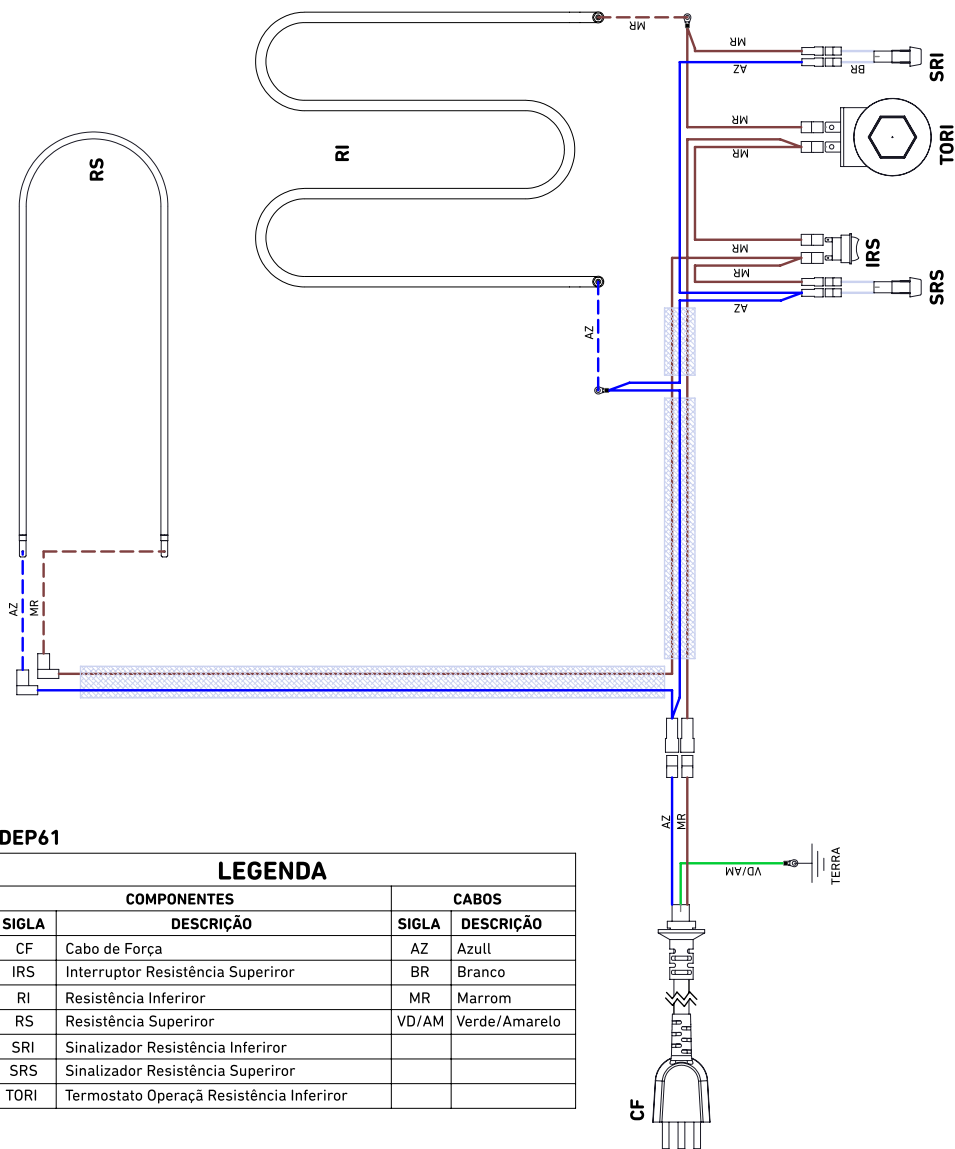 RS
RI
MR
MR
AZ
BR
SRI
MR
MR
TORI
MR
IRS
MR
SRS
AZ
AZ
AZ
MR
AZ
MR
VD/AM
TERRA
CF
DEP61
LEGENDA
COMPONENTES CABOS
SIGLA DESCRIÇÃO SIGLA DESCRIÇÃO
CF Cabo de Força AZ Azull
IRS Interruptor Resistência Superiror BR Branco
RI Resistência Inferiror MR Marrom
RS Resistência Superiror VD/AM Verde/Amarelo
SRI Sinalizador Resistência Inferiror
SRS Sinalizador Resistência Superiror
TORI Termostato Operaçã Resistência Inferiror